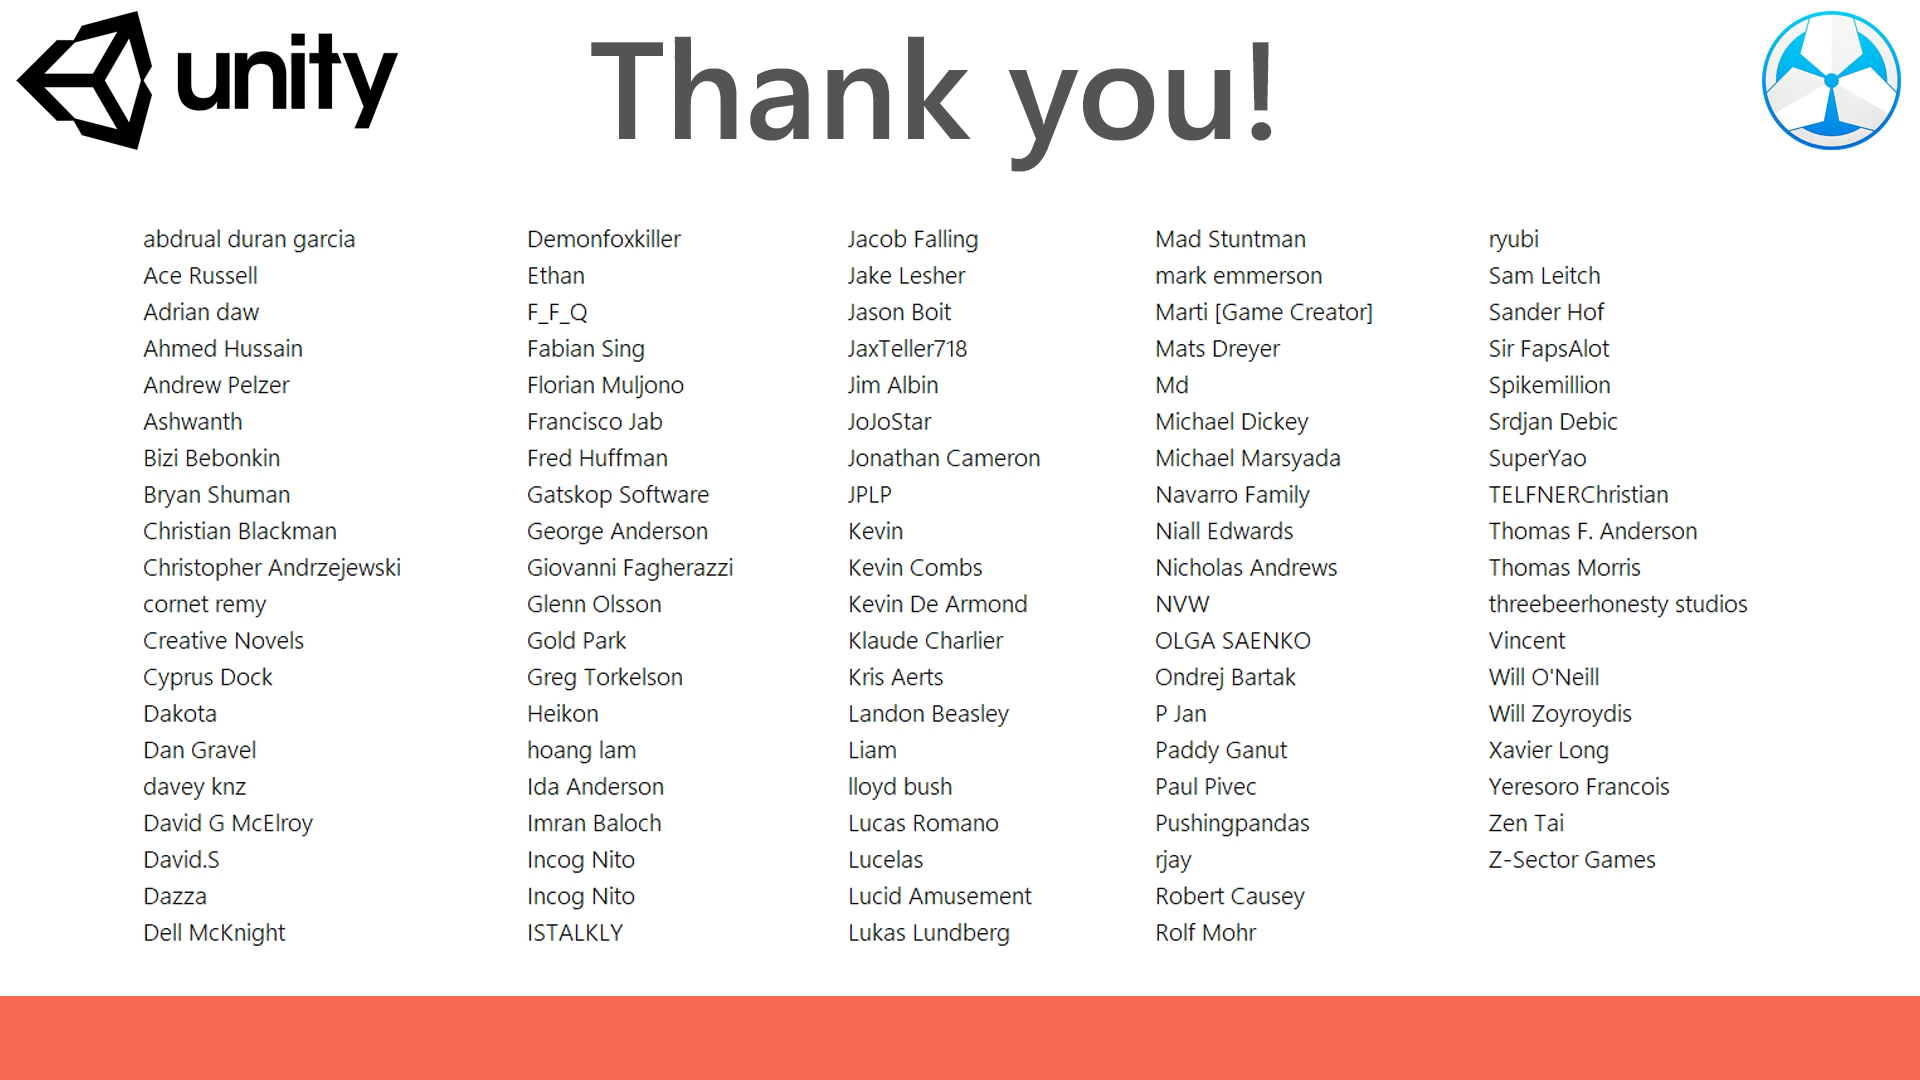 unity
Thank you!
abdrual duran garcia
Ace Russell
Adrian daw
Ahmed Hussain
Andrew Pelzer
Ashwanth
Bizi Bebonkin
Bryan Shuman
Christian Blackman
Christopher Andrzejewski
cornet remy
Creative Novels
Cyprus Dock
Dakota
Dan Gravel
davey knz
David G McElroy
David.S
Dazza
Dell McKnight
Demonfoxkiller
Ethan
F_F_Q
Fabian Sing
Florian Muljono
Francisco Jab
Fred Huffman
Gatskop Software
George Anderson
Giovanni Fagherazzi
Glenn Olsson
Gold Park
Greg Torkelson
Heikon
hoang lam
Ida Anderson
Imran Baloch
Incog Nito
Incog Nito
ISTALKLY
Jacob Falling
Jake Lesher
Jason Boit
JaxTeller718
Jim Albin
JoJoStar
Jonathan Cameron
JPLP
Kevin
Kevin Combs
Kevin De Armond
Klaude Charlier
Kris Aerts
Landon Beasley
Liam
lloyd bush
Lucas Romano
Lucelas
Lucid Amusement
Lukas Lundberg
Mad Stuntman
mark emmerson
Marti [Game Creator]
Mats Dreyer
Md
Michael Dickey
Michael Marsyada
Navarro Family
Niall Edwards
Nicholas Andrews
NVW
OLGA SAENKO
Ondrej Bartak
P Jan
Paddy Ganut
Paul Pivec
Pushingpandas
rjay
Robert Causey
Rolf Mohr
ryubi
Sam Leitch
Sander Hof
Sir FapsAlot
Spikemillion
Srdjan Debic
SuperYao
TELFNERChristian
Thomas F. Anderson
Thomas Morris
threebeerhonesty studios
Vincent
Will O'Neill
Will Zoyroydis
Xavier Long
Yeresoro Francois
Zen Tai
Z-Sector Games